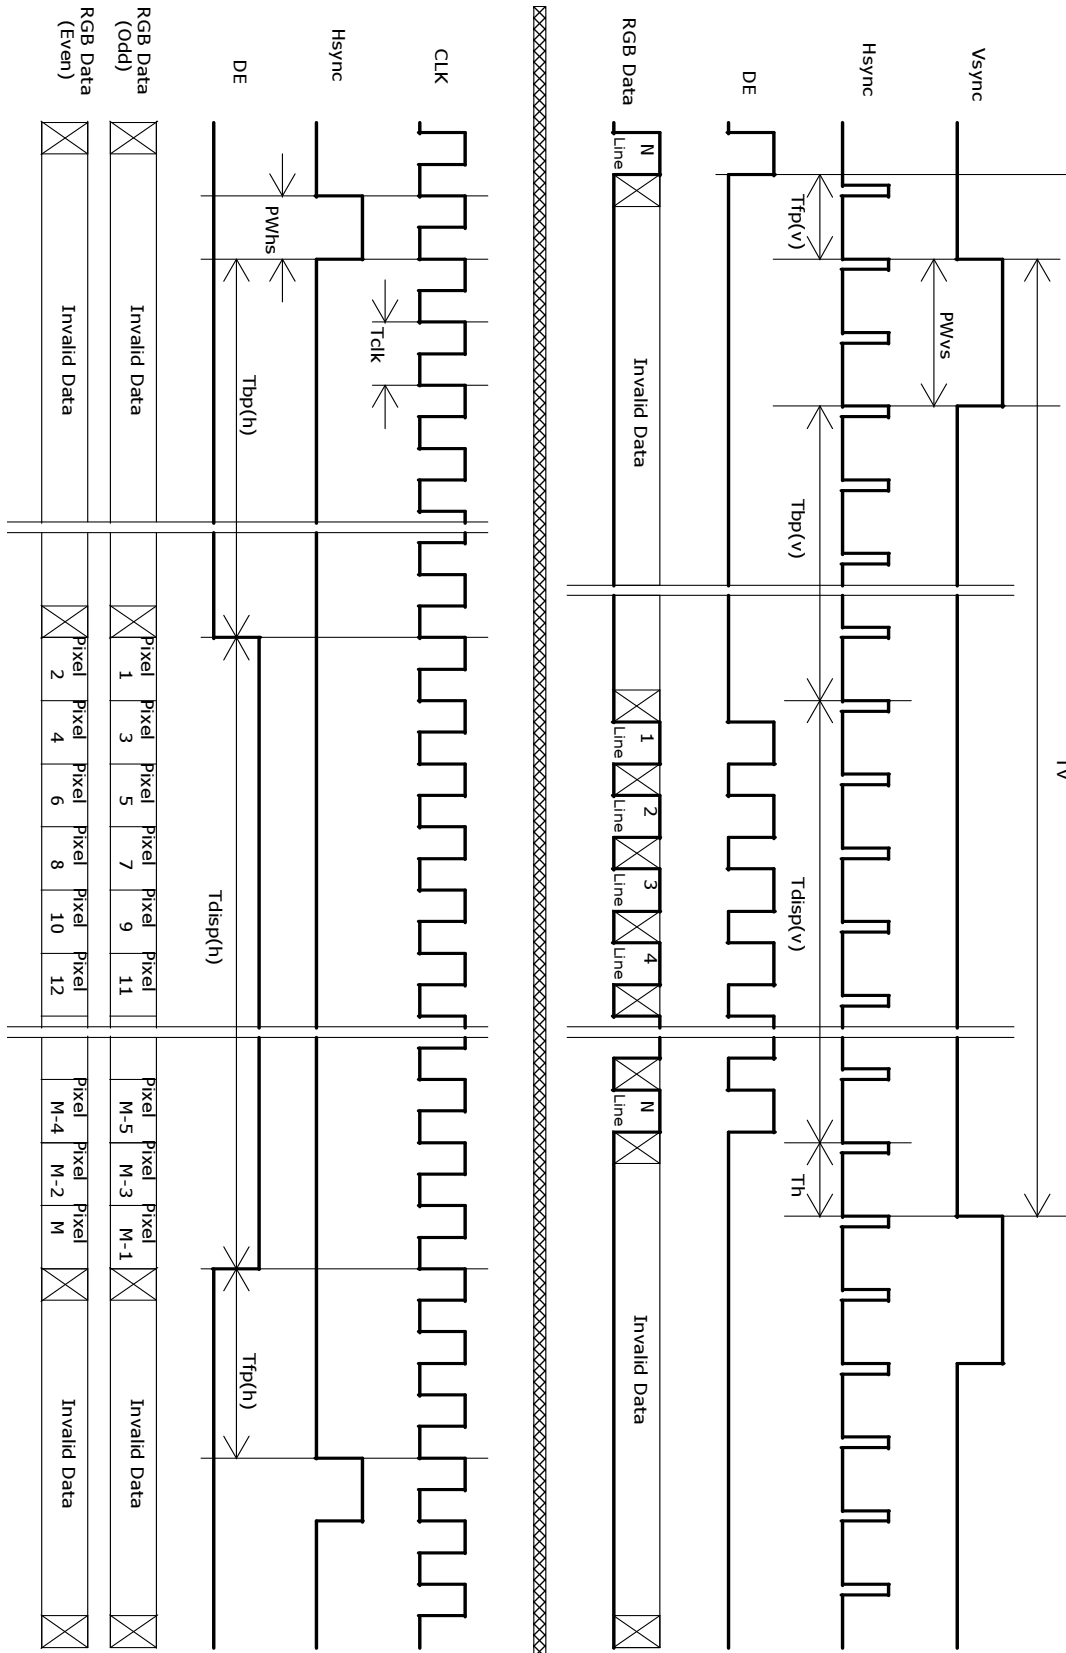 Tv
Vsync
PWvs
Hsync
Tfp(v)
Tbp(v)
Tdisp(v)
Th
DE
RGB Data
N
Line
Invalid Data
1
Line
2
Line
3
Line
4
Line
N
Line
Invalid Data
CLK
Tclk
Hsync
PWhs
DE
Tbp(h)
Tdisp(h)
Tfp(h)
RGB Data
(Odd)
Invalid Data
Pixel
1
Pixel
3
Pixel
5
Pixel
7
Pixel
9
Pixel
11
Pixel
M-5
Pixel
M-3
Pixel
M-1
Invalid Data
RGB Data
(Even)
Invalid Data
Pixel
2
Pixel
4
Pixel
6
Pixel
8
Pixel
10
Pixel
12
Pixel
M-4
Pixel
M-2
Pixel
M
Invalid Data